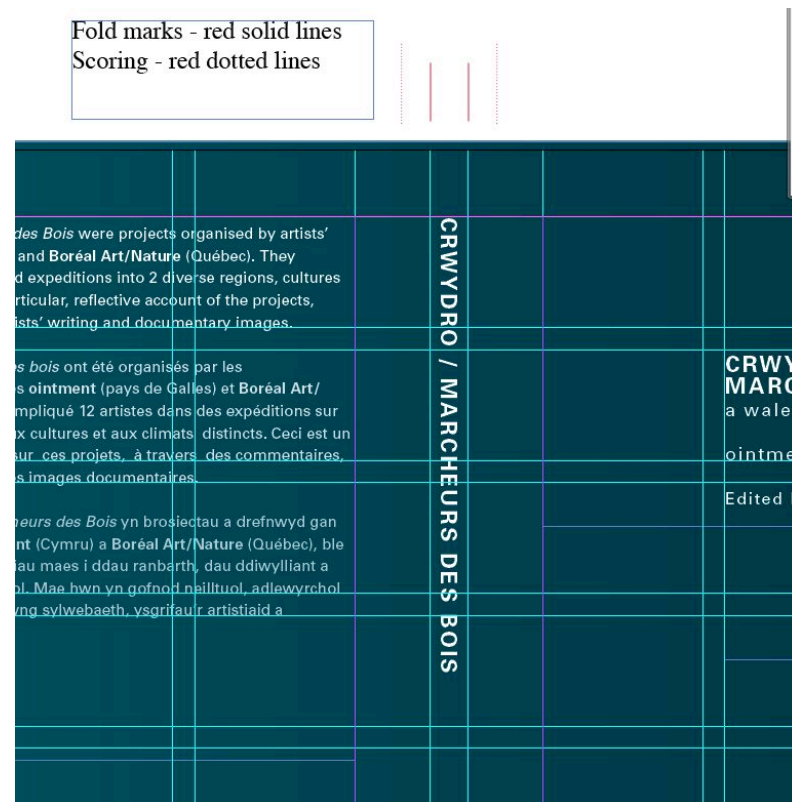 Fold marks - red solid lines
Scoring - red dotted lines
des Bois were projects organised by artists’
and Boréal Art/Nature (Québec). They
d expeditions into 2 diverse regions, cultures
rticular, reflective account of the projects,
ists’ writing and documentary images.
s bois ont été organisés par les
s ointment (pays de Galles) et Boréal Art/
mpliqué 12 artistes dans des expéditions sur
ux cultures et aux climats distincts. Ceci est un
sur ces projets, à travers des commentaires,
s images documentaires.
heurs des Bois yn brosiectau a drefnwyd gan
nt (Cymru) a Boréal Art/Nature (Québec), ble
iau maes i ddau ranbarth, dau ddiwylliant a
ol. Mae hwn yn gofnod neilltuol, adlewyrchol
yng sylwebaeth, ysgrifau'r artistiaid a
CRWYDRO / MARCHEURS DES BOIS
CRWY
MARC
a wale
ointme
Edited